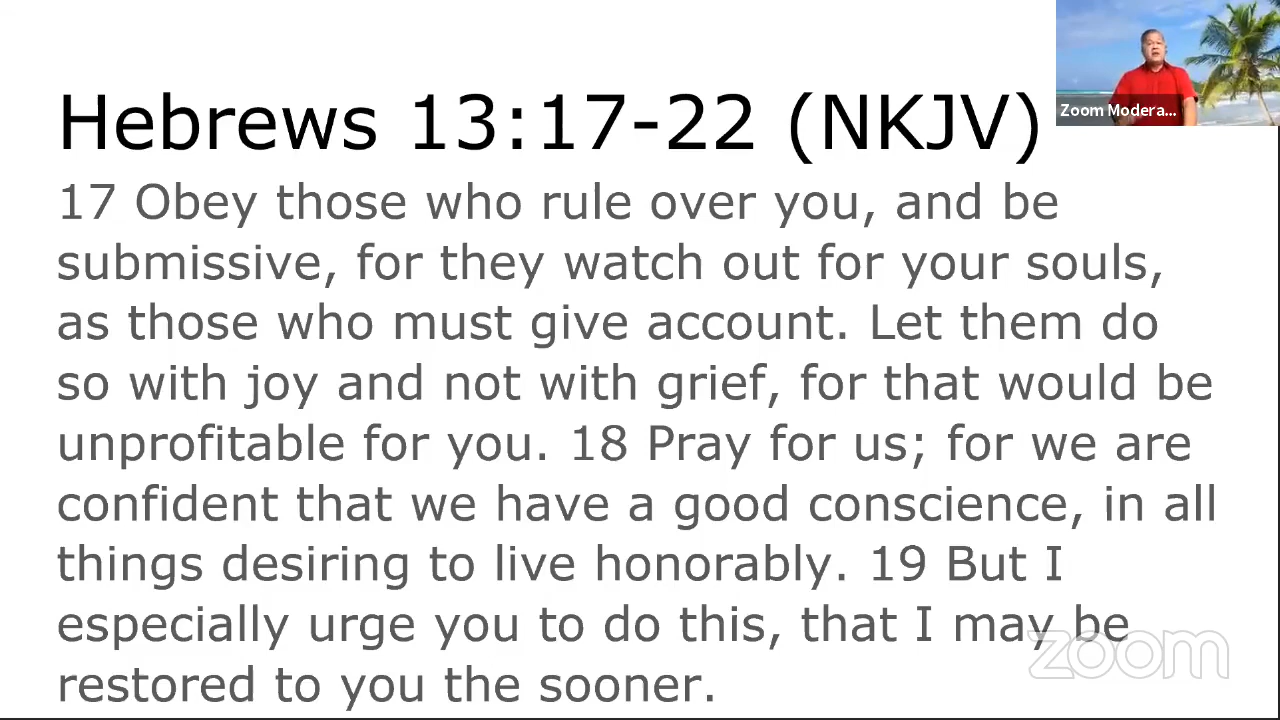 Hebrews 13:17-22 (NKJV)
Zoom Modera...
17 Obey those who rule over you, and be
submissive, for they watch out for your souls,
as those who must give account. Let them do
so with joy and not with grief, for that would be
unprofitable for you. 18 Pray for us; for we are
confident that we have a good conscience, in all
things desiring to live honorably. 19 But I
especially urge you to do this, that I may be
restored to you the sooner.
zoom